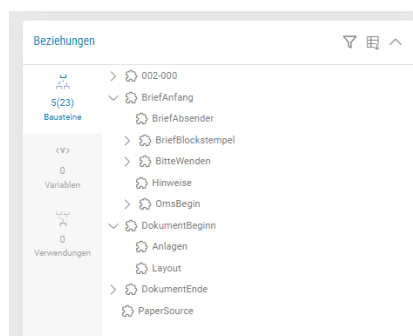 Beziehungen
5(23)
Bausteine
<V>
0
Variablen
0
Verwendungen
002-000
BriefAnfang
BriefAbsender
BriefBlockstempel
BitteWenden
Hinweise
OmsBegin
DokumentBeginn
Anlagen
Layout
DokumentEnde
PaperSource